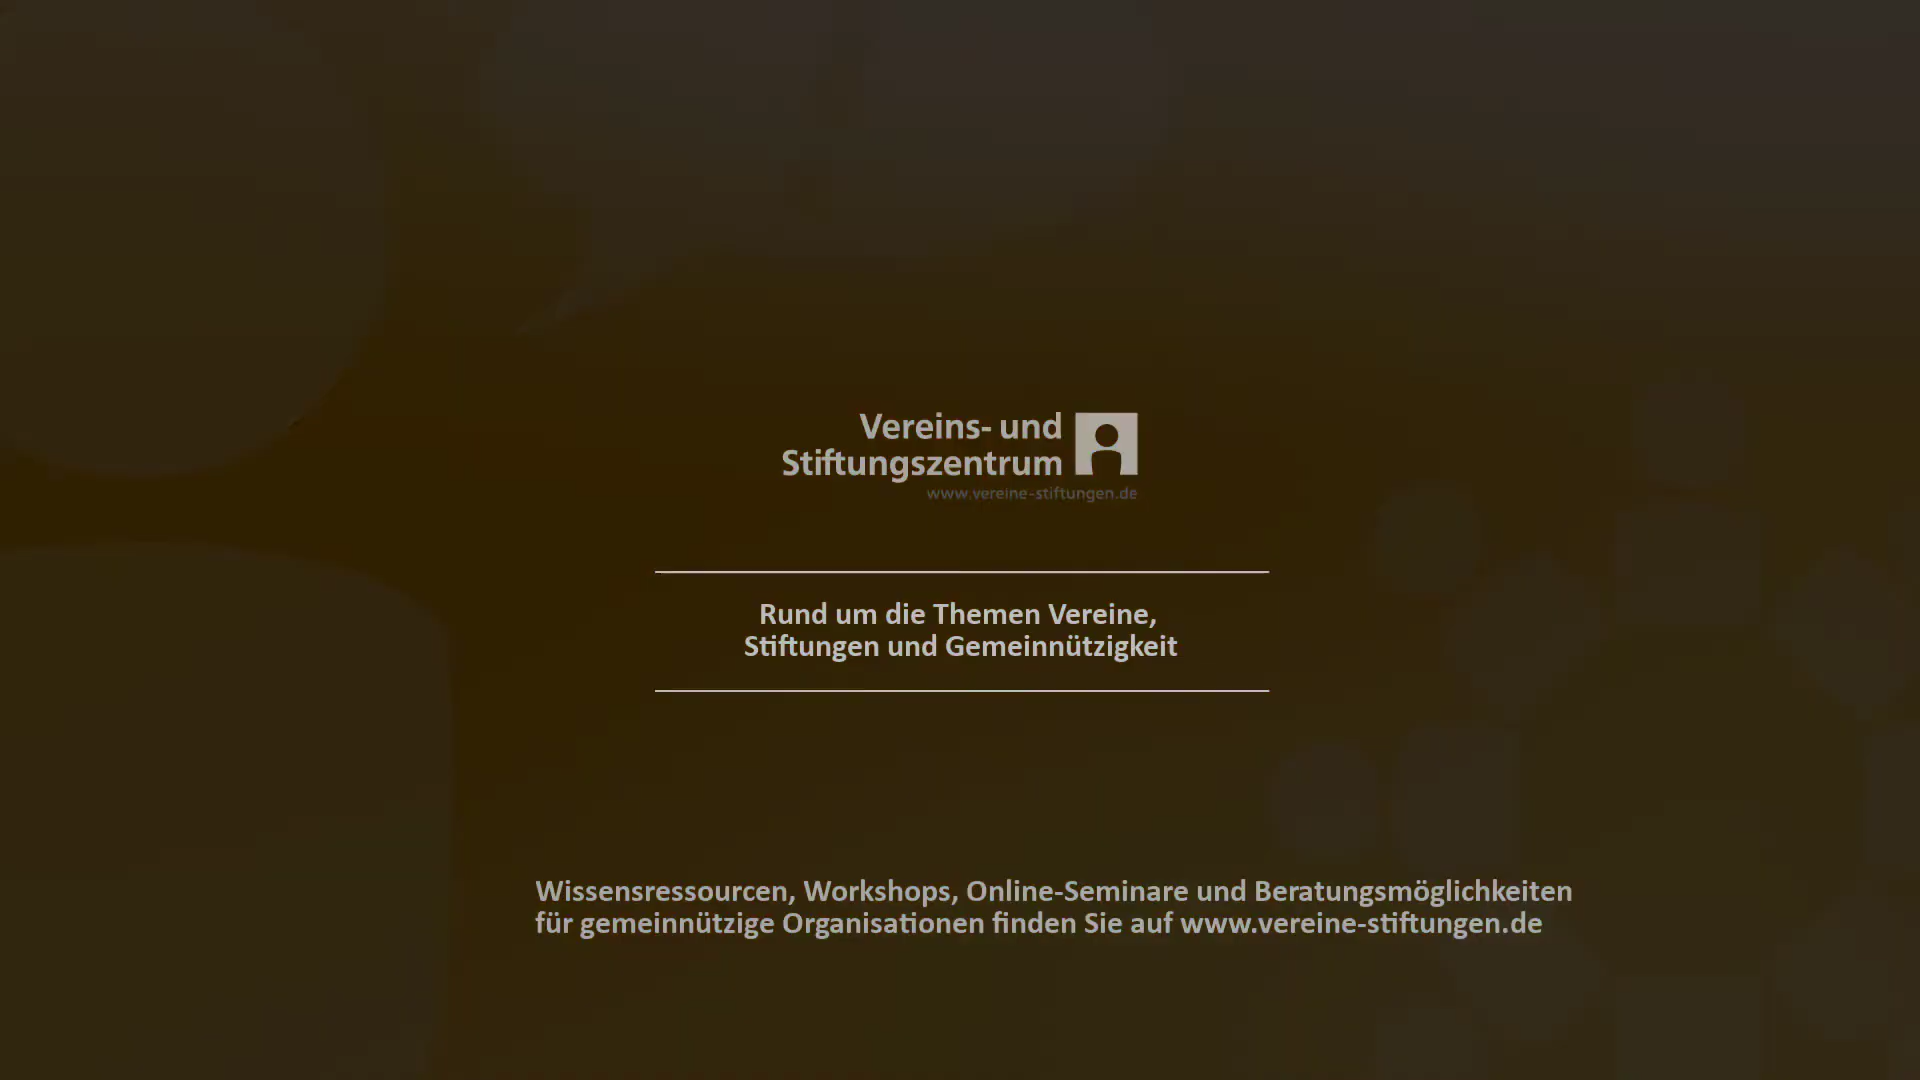 Vereins- und
Stiftungszentrum
www.vereine-stiftungen.de
Rund um die Themen Vereine,
Stiftungen und Gemeinnützigkeit
Wissensressourcen, Workshops, Online-Seminare und Beratungsmöglichkeiten
für gemeinnützige Organisationen finden Sie auf www.vereine-stiftungen.de